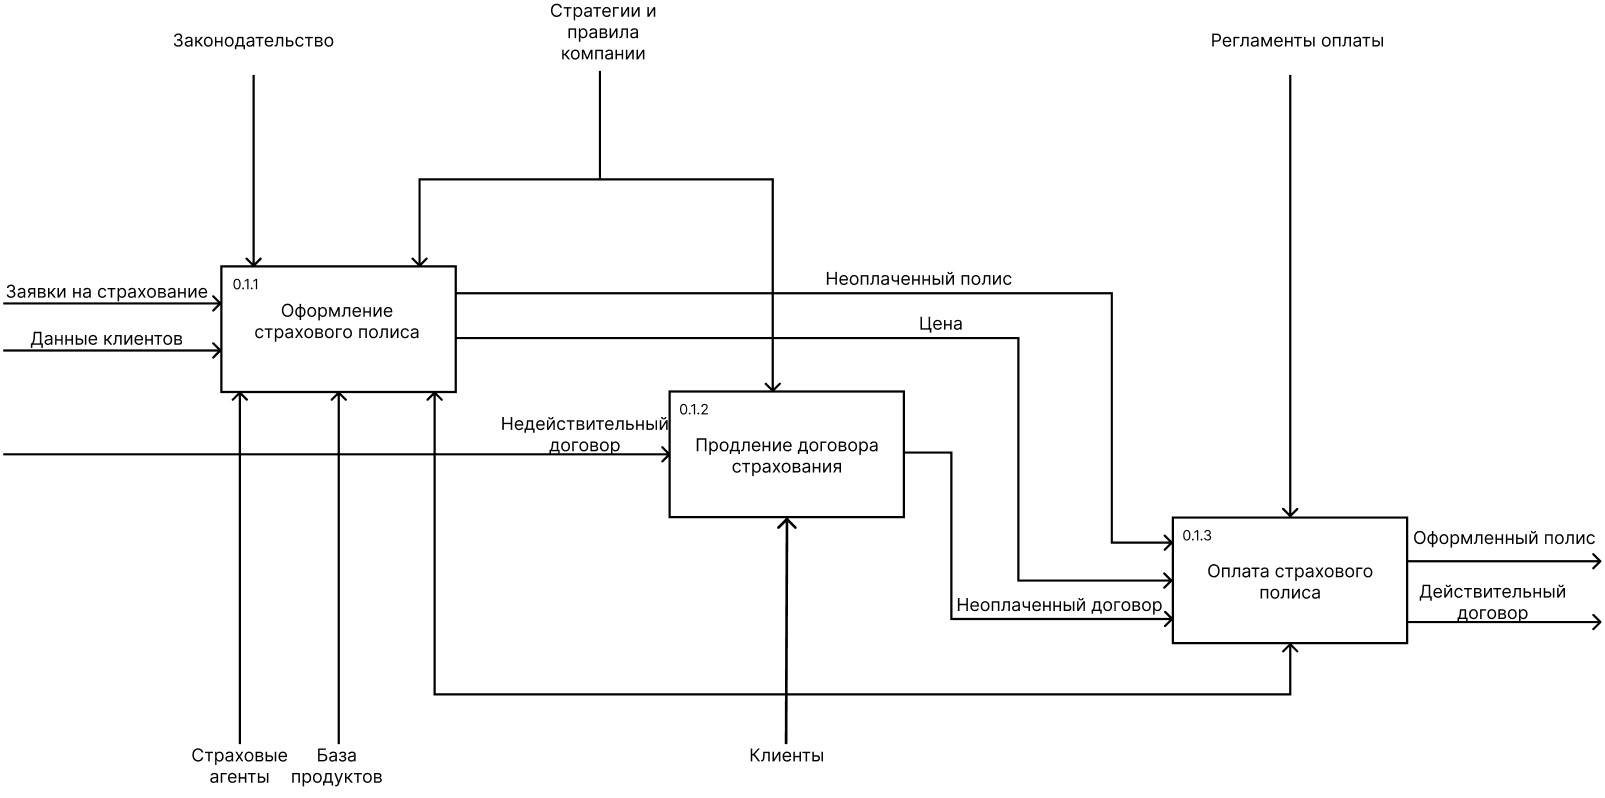 Стратегии и
правила
компании
Законодательство
Регламенты оплаты
Неоплаченный полис
0.1.1
Заявки на страхование
Оформление
страхового полиса
Цена
Данные клиентов
0.1.2
Недействительный
договор
Продление договора
страхования
0.1.3
Оформленный полис
Оплата страхового
полиса
Действительный
договор
Неоплаченный договор
Страховые
агенты
База
продуктов
Клиенты